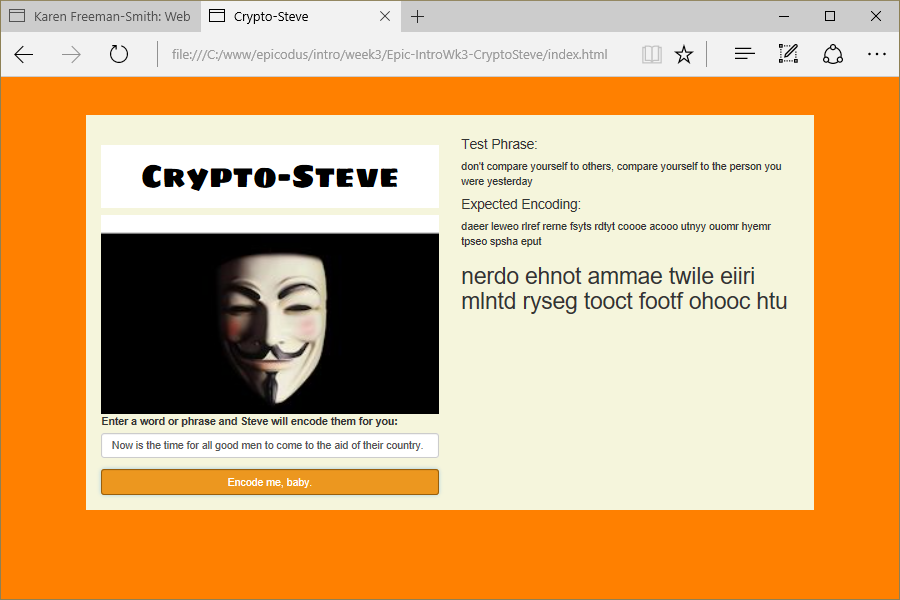 Karen Freeman-Smith: Web
Crypto-Steve
file:///C:/www/epicodus/intro/week3/Epic-IntroWk3-CryptoSteve/index.html
Crypto-Steve
Enter a word or phrase and Steve will encode them for you:
Now is the time for all good men to come to the aid of their country.
Encode me, baby.
Test Phrase:
don't compare yourself to others, compare yourself to the person you
were yesterday
Expected Encoding:
daeer leweo rlref rerne fsyts rdtyt coooe acooo utnyy ouomr hyemr
tpseo spsha eput
nerdo ehnot ammae twile eiiri
mlntd ryseg tooct footf ohooc htu